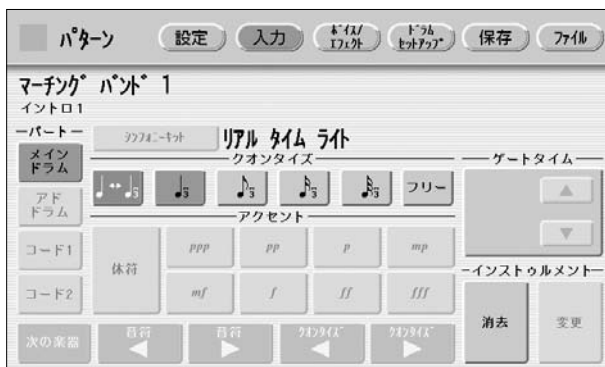 パターン 設定 入力 ﾎﾞｲｽ/ｴﾌｪｸﾄ ﾄﾞﾗﾑｾｯﾄｱｯﾌﾟ 保存 ファイル
マーチング バンド 1
イントロ1
パート シンフォニーキット リアル タイム ライト
クオンタイズ ゲートタイム
メインドラム 3 3 3 3 3 フリー
アドドラム アクセント
コード1 休符 ppp pp p mp
インストゥルメント
コード2 mf f ff fff
消去 変更
次の楽器 音符 音符 クオンタイズ クオンタイズ